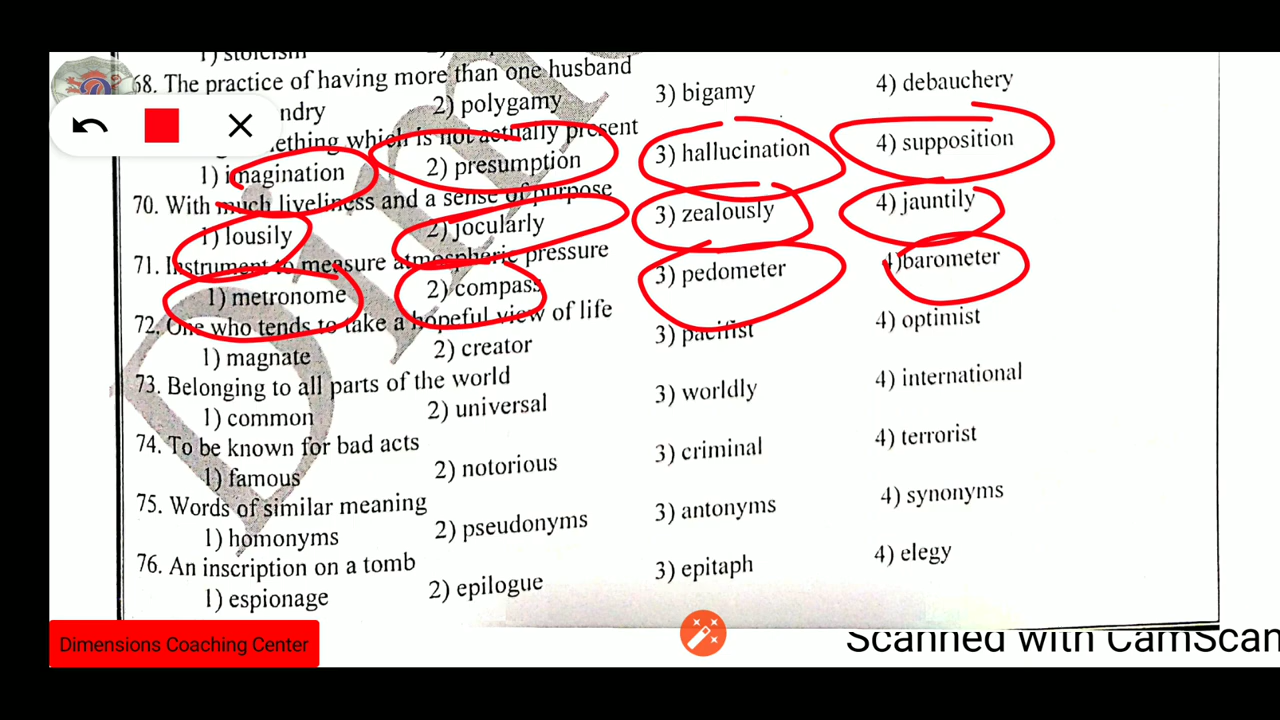 1) stoicism
68. The practice of having more than one husband
ndry 2) polygamy 3) bigamy 4) debauchery
ething which is not actually present
1) imagination 2) presumption 3) hallucination 4) supposition
70. With much liveliness and a sense of purpose
1) lousily 2) jocularly 3) zealously 4) jauntily
71. Instrument to measure atmospheric pressure
1) metronome 2) compass 3) pedometer 4) barometer
72. One who tends to take a hopeful view of life
1) magnate 2) creator 3) pacifist 4) optimist
73. Belonging to all parts of the world
1) common 2) universal 3) worldly 4) international
74. To be known for bad acts
1) famous 2) notorious 3) criminal 4) terrorist
75. Words of similar meaning
1) homonyms 2) pseudonyms 3) antonyms 4) synonyms
76. An inscription on a tomb
1) espionage 2) epilogue 3) epitaph 4) elegy
Dimensions Coaching Center
Scanned with CamScan